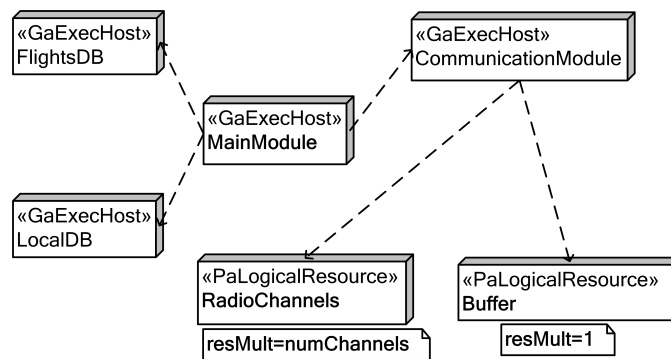 «GaExecHost»
FlightsDB
«GaExecHost»
CommunicationModule
«GaExecHost»
MainModule
«GaExecHost»
LocalDB
«PaLogicalResource»
RadioChannels
resMult=numChannels
«PaLogicalResource»
Buffer
resMult=1